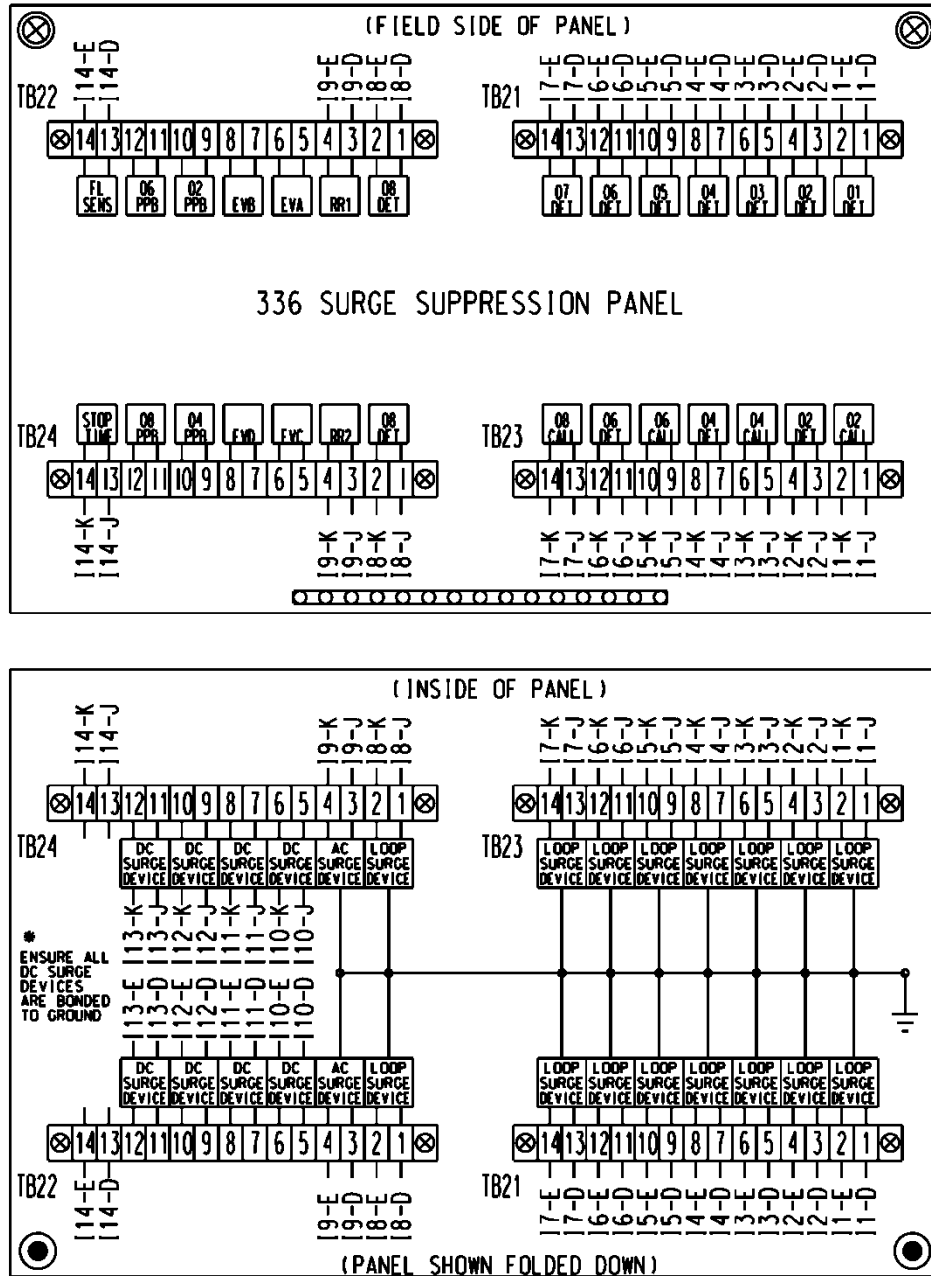 (FIELD SIDE OF PANEL)
I14-E I14-D I9-E I9-D I8-E I8-D I7-E I7-D I6-E I6-D I5-E I5-D I4-E I4-D I3-E I3-D I2-E I2-D I1-E I1-D
TB22 TB21
14 13 12 11 10 9 8 7 6 5 4 3 2 1 14 13 12 11 10 9 8 7 6 5 4 3 2 1
FL 06 02 08 07 06 05 04 03 02 01
SENS PPB PPB EVB EVA RR1 DET DET DET DET DET DET DET DET
336 SURGE SUPPRESSION PANEL
STOP 08 04 08 08 06 06 04 04 02 02
TB24 TIME PPB PPB EVD EVC RR2 DET TB23 CALL DET CALL DET CALL DET CALL
14 13 12 11 10 9 8 7 6 5 4 3 2 1 14 13 12 11 10 9 8 7 6 5 4 3 2 1
I14-K I14-J I9-K I9-J I8-K I8-J I7-K I7-J I6-K I6-J I5-K I5-J I4-K I4-J I3-K I3-J I2-K I2-J I1-K I1-J
(INSIDE OF PANEL)
I14-K I14-J I9-K I9-J I8-K I8-J I7-K I7-J I6-K I6-J I5-K I5-J I4-K I4-J I3-K I3-J I2-K I2-J I1-K I1-J
14 13 12 11 10 9 8 7 6 5 4 3 2 1 14 13 12 11 10 9 8 7 6 5 4 3 2 1
TB24 DC DC DC DC AC LOOP TB23 LOOP LOOP LOOP LOOP LOOP LOOP LOOP
SURGE SURGE SURGE SURGE SURGE SURGE SURGE SURGE SURGE SURGE SURGE SURGE SURGE
DEVICE DEVICE DEVICE DEVICE DEVICE DEVICE DEVICE DEVICE DEVICE DEVICE DEVICE DEVICE DEVICE
I13-K I13-J I12-K I12-J I11-K I11-J I10-K I10-J
*
ENSURE ALL
DC SURGE
DEVICES
ARE BONDED
TO GROUND
I13-E I13-D I12-E I12-D I11-E I11-D I10-E I10-D
DC DC DC DC AC LOOP LOOP LOOP LOOP LOOP LOOP LOOP LOOP
SURGE SURGE SURGE SURGE SURGE SURGE SURGE SURGE SURGE SURGE SURGE SURGE SURGE
DEVICE DEVICE DEVICE DEVICE DEVICE DEVICE DEVICE DEVICE DEVICE DEVICE DEVICE DEVICE DEVICE
14 13 12 11 10 9 8 7 6 5 4 3 2 1 14 13 12 11 10 9 8 7 6 5 4 3 2 1
TB22 TB21
I14-E I14-D I9-E I9-D I8-E I8-D I7-E I7-D I6-E I6-D I5-E I5-D I4-E I4-D I3-E I3-D I2-E I2-D I1-E I1-D
(PANEL SHOWN FOLDED DOWN)